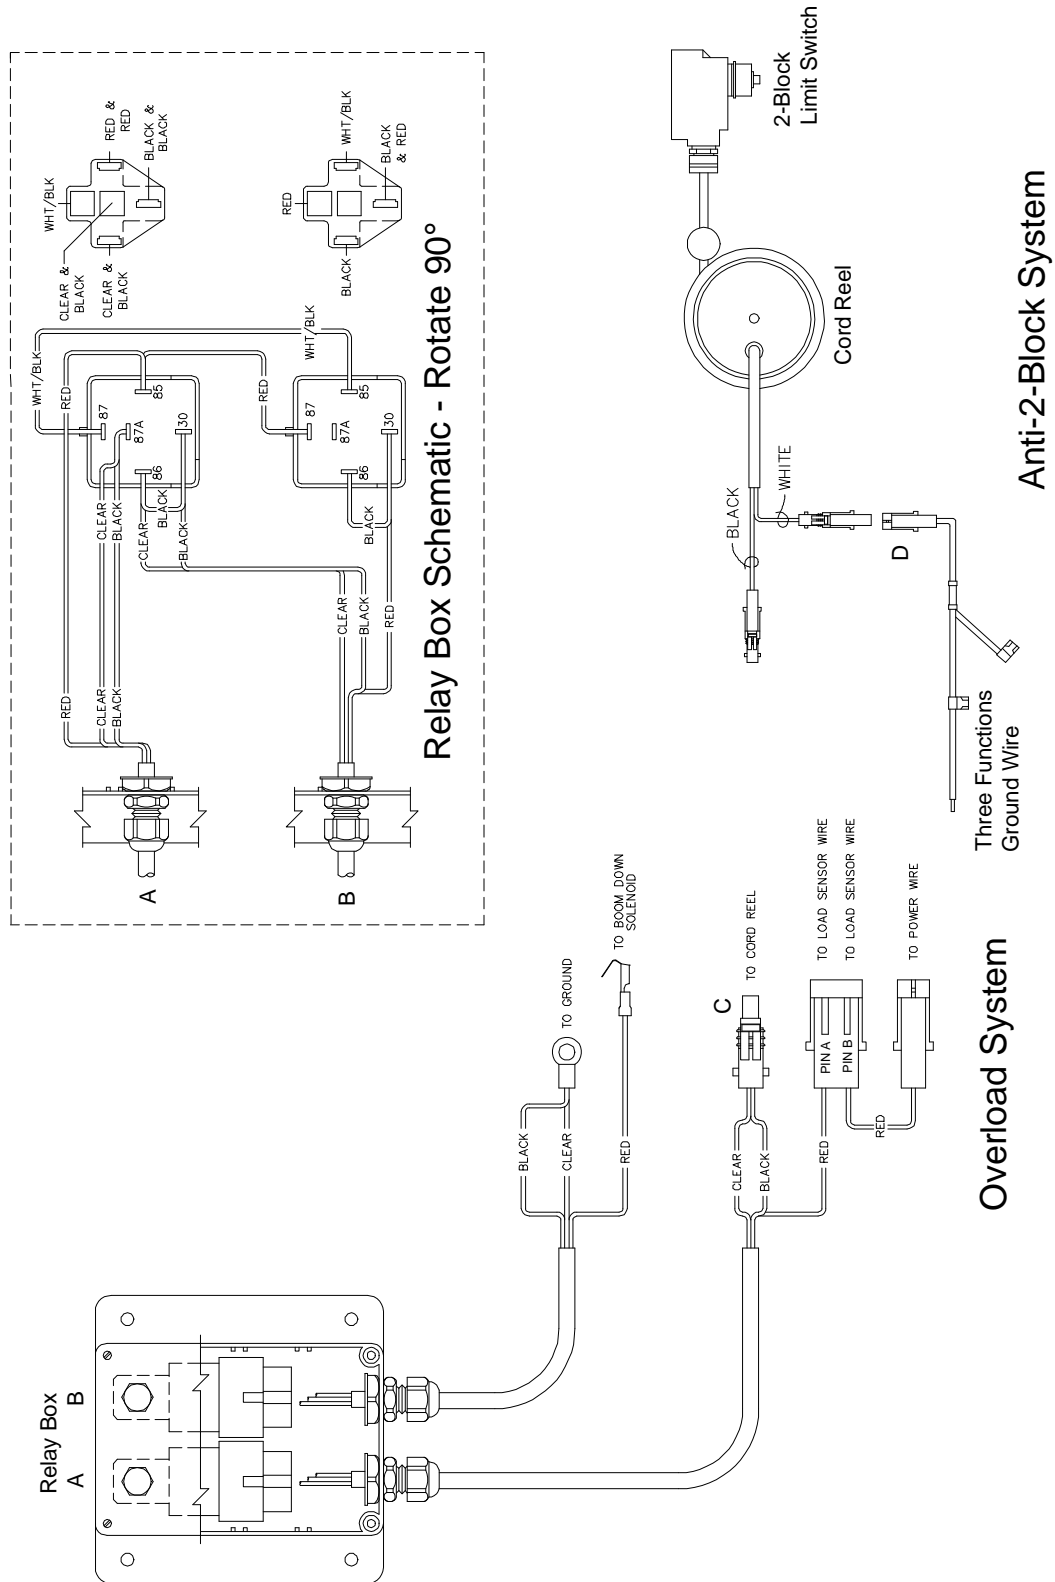 Relay Box
A
B
BLACK
CLEAR
RED
TO GROUND
TO BOOM DOWN
SOLENOID
CLEAR
BLACK
RED
RED
C
TO CORD REEL
PIN A
PIN B
TO LOAD SENSOR WIRE
TO LOAD SENSOR WIRE
TO POWER WIRE
Overload System
A
B
RED
CLEAR
BLACK
CLEAR
BLACK
RED
CLEAR
BLACK
CLEAR
BLACK
BLACK
BLACK
WHT/BLK
RED
RED
WHT/BLK
87
87A
86
85
30
87
87A
86
85
30
CLEAR &
BLACK
CLEAR &
BLACK
WHT/BLK
RED &
RED
BLACK &
BLACK
BLACK
RED
WHT/BLK
BLACK
& RED
Relay Box Schematic - Rotate 90°
Three Functions
Ground Wire
D
BLACK
WHITE
Cord Reel
2-Block
Limit Switch
Anti-2-Block System